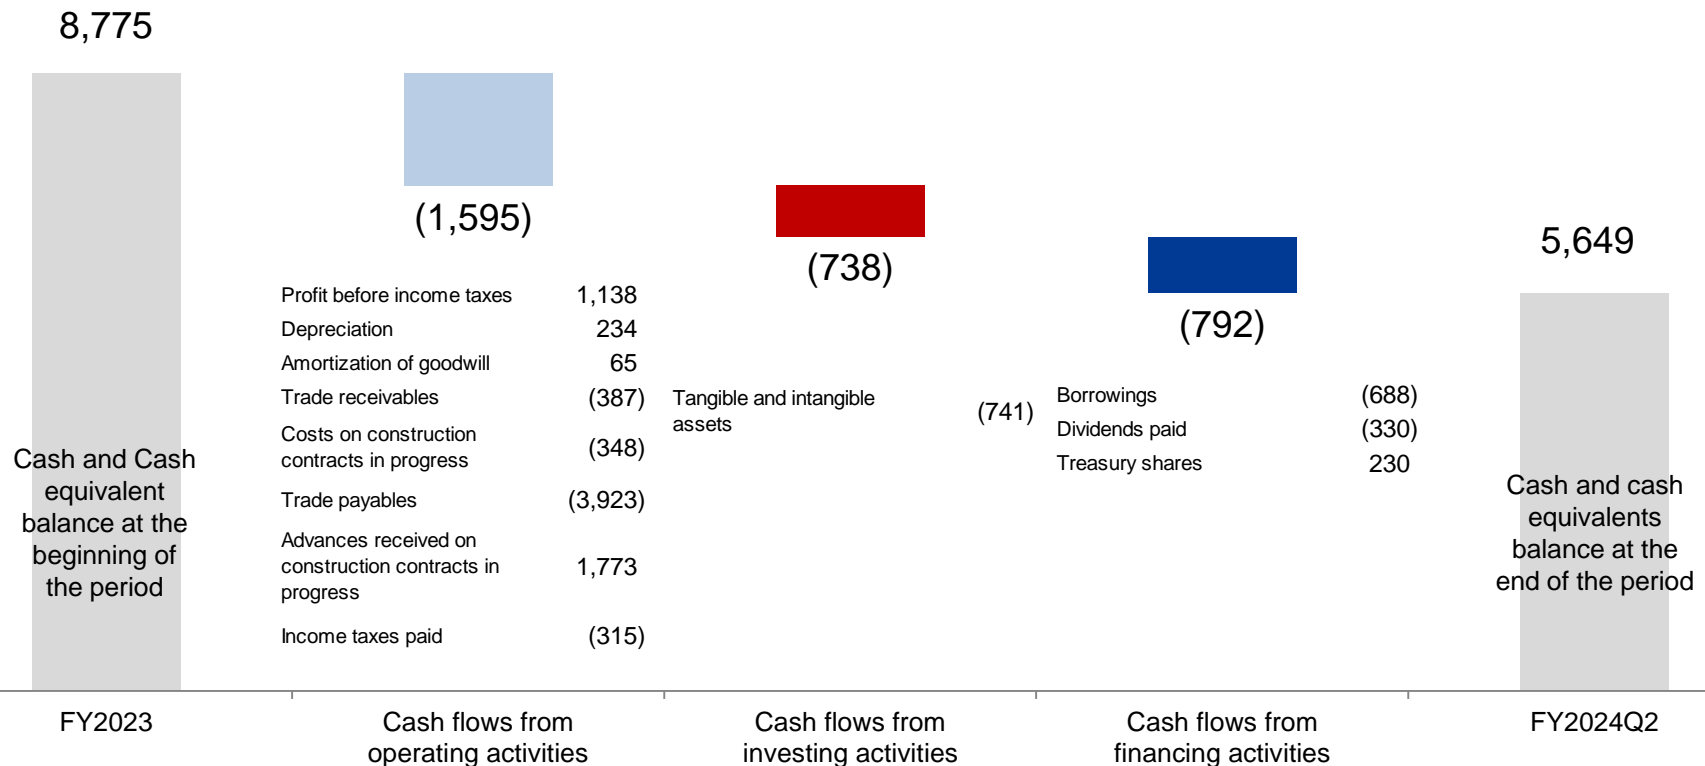 8,775
Cash and Cash
equivalent
balance at the
beginning of
the period
FY2023
(1,595)
Profit before income taxes 1,138
Depreciation 234
Amortization of goodwill 65
Trade receivables (387)
Costs on construction
contracts in progress (348)
Trade payables (3,923)
Advances received on
construction contracts in 1,773
progress
Income taxes paid (315)
Cash flows from
operating activities
(738)
Tangible and intangible
assets (741)
Cash flows from
investing activities
(792)
Borrowings (688)
Dividends paid (330)
Treasury shares 230
Cash flows from
financing activities
5,649
Cash and cash
equivalents
balance at the
end of the period
FY2024Q2